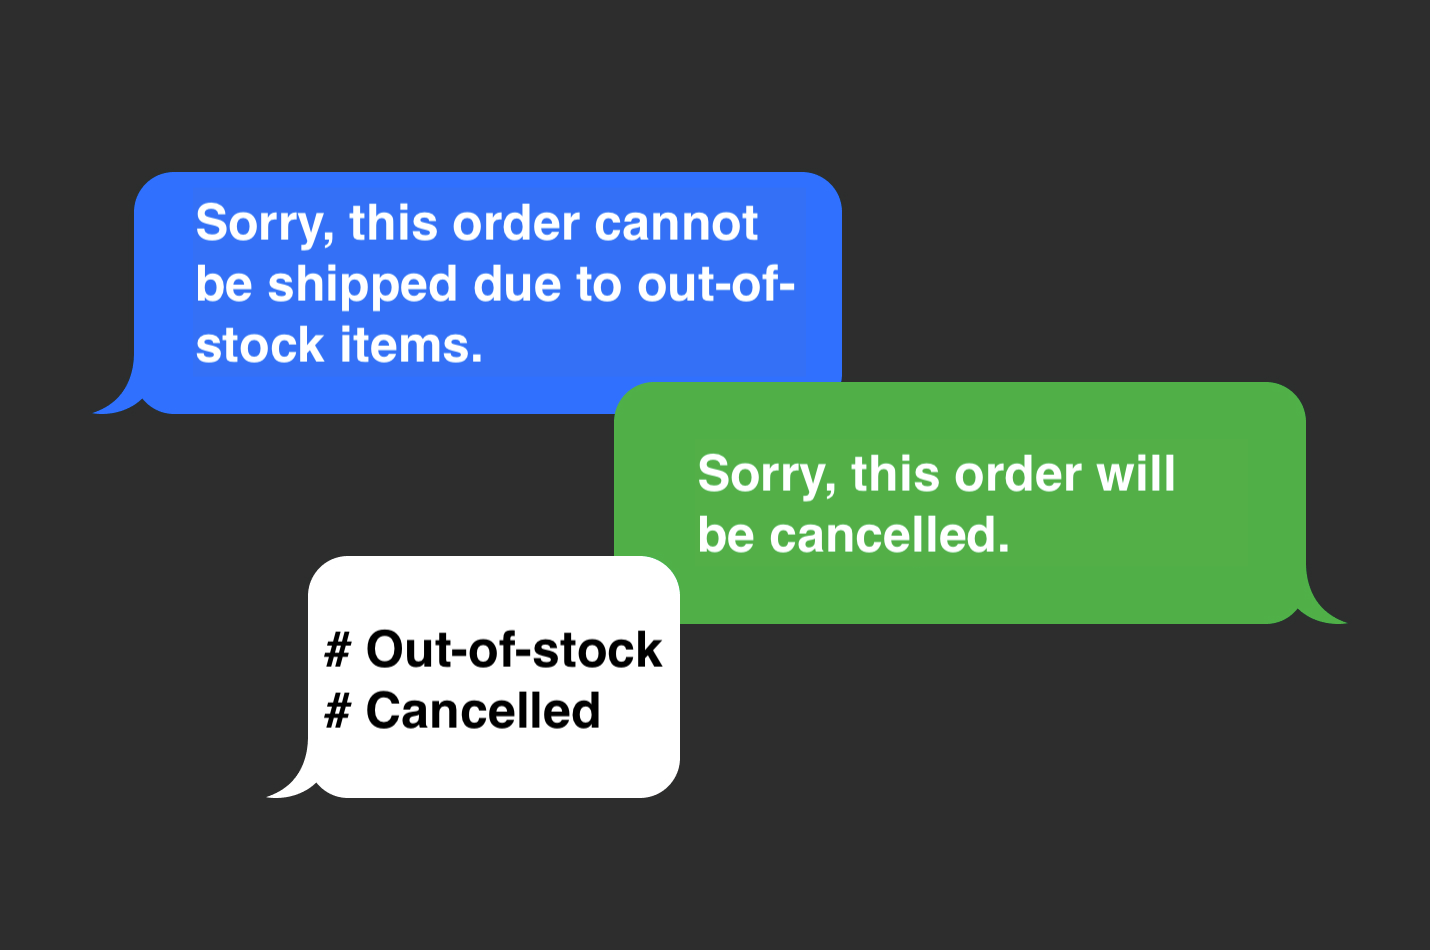 Sorry, this order cannot
be shipped due to out-of-
stock items.
Sorry, this order will
be cancelled.
# Out-of-stock
# Cancelled